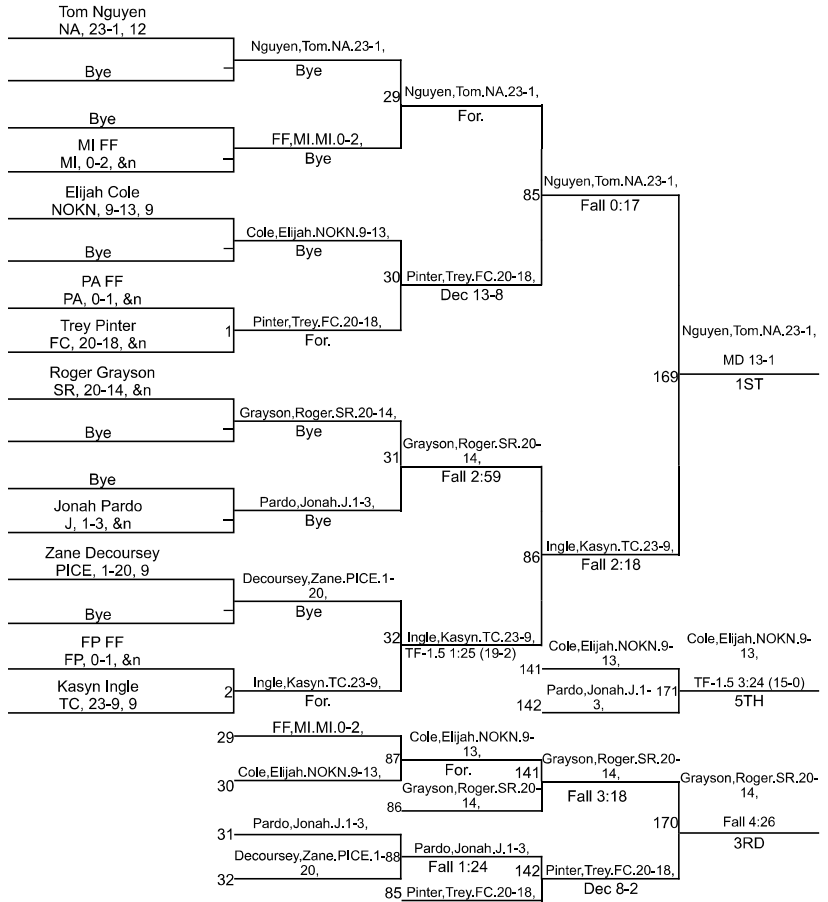 Tom Nguyen
NA, 23-1, 12
Bye
Bye
MI FF
MI, 0-2, &n
Elijah Cole
NOKN, 9-13, 9
Bye
PA FF
PA, 0-1, &n
Trey Pinter
FC, 20-18, &n
1
Roger Grayson
SR, 20-14, &n
Bye
Bye
Jonah Pardo
J, 1-3, &n
Zane Decoursey
PICE, 1-20, 9
Bye
FP FF
FP, 0-1, &n
Kasyn Ingle
TC, 23-9, 9
2
Nguyen,Tom.NA.23-1,
Bye
FF,MI.MI.0-2,
Bye
Cole,Elijah.NOKN.9-13,
Bye
Pinter,Trey.FC.20-18,
For.
Grayson,Roger.SR.20-14,
Bye
Pardo,Jonah.J.1-3,
Bye
Decoursey,Zane.PICE.1-
20,
Bye
Ingle,Kasyn.TC.23-9,
For.
29
Nguyen,Tom.NA.23-1,
For.
30
Pinter,Trey.FC.20-18,
Dec 13-8
31
Grayson,Roger.SR.20-
14,
Fall 2:59
32
Ingle,Kasyn.TC.23-9,
TF-1.5 1:25 (19-2)
85
Nguyen,Tom.NA.23-1,
Fall 0:17
86
Ingle,Kasyn.TC.23-9,
Fall 2:18
169
Nguyen,Tom.NA.23-1,
MD 13-1
1ST
141
Cole,Elijah.NOKN.9-
13,
142
Pardo,Jonah.J.1-
3,
171
Cole,Elijah.NOKN.9-
13,
TF-1.5 3:24 (15-0)
5TH
29
FF,MI.MI.0-2,
30
Cole,Elijah.NOKN.9-13,
87
Cole,Elijah.NOKN.9-
13,
For.
86
Grayson,Roger.SR.20-
14,
141
Grayson,Roger.SR.20-
14,
Fall 3:18
31
Pardo,Jonah.J.1-3,
32
Decoursey,Zane.PICE.1-
20,
88
Pardo,Jonah.J.1-3,
Fall 1:24
85
Pinter,Trey.FC.20-18,
142
Pinter,Trey.FC.20-18,
Dec 8-2
170
Grayson,Roger.SR.20-
14,
Fall 4:26
3RD